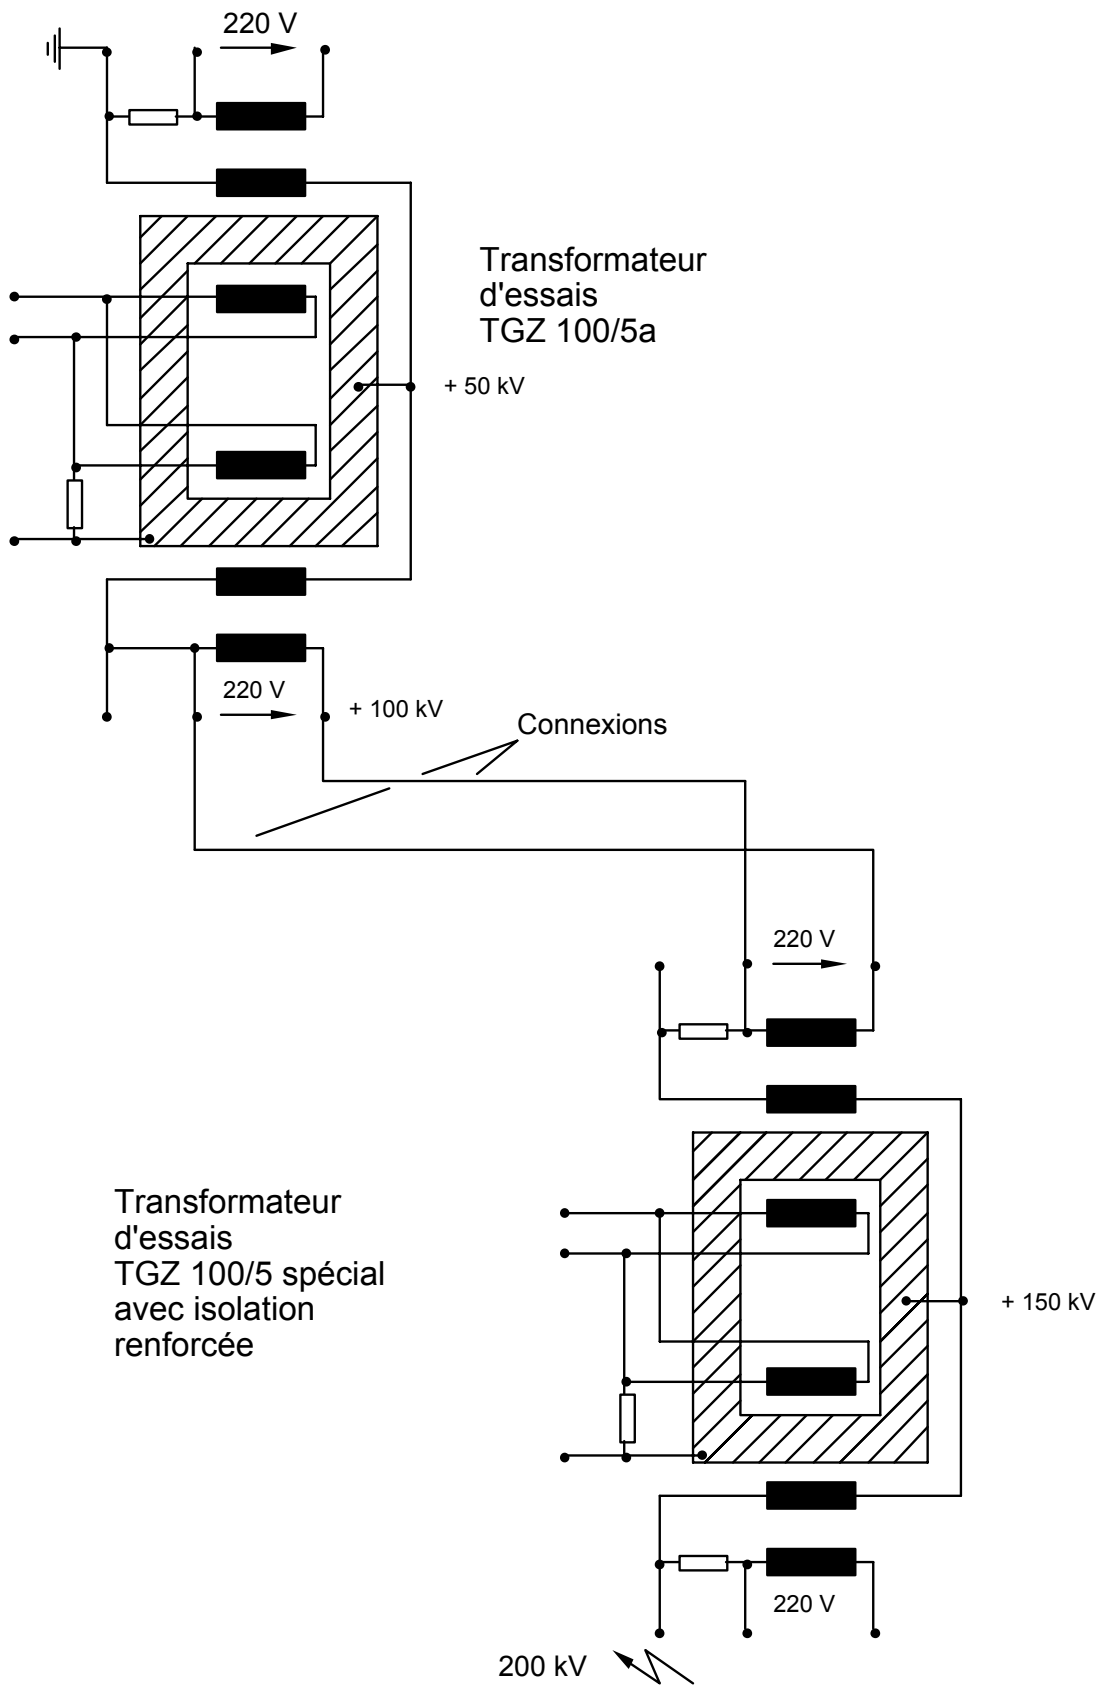 220 V
Transformateur
d'essais
TGZ 100/5a
+ 50 kV
220 V
+ 100 kV
Connexions
220 V
Transformateur
d'essais
TGZ 100/5 spécial
avec isolation
renforcée
+ 150 kV
220 V
200 kV